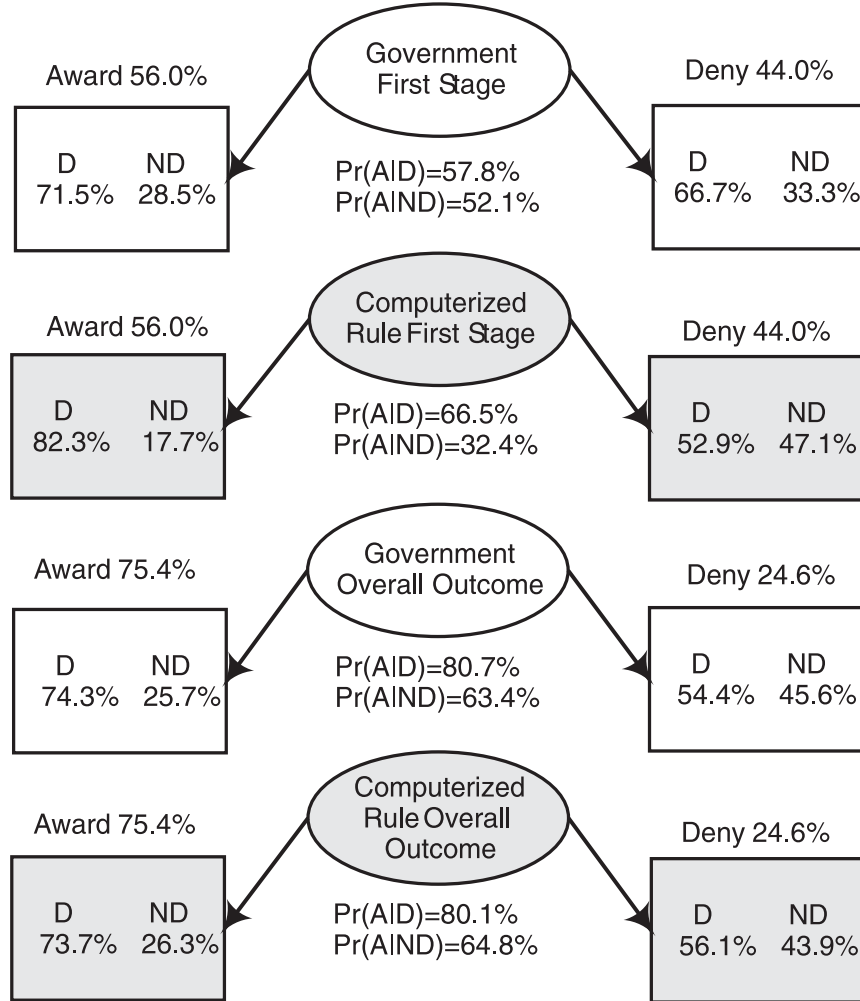 Government
First Stage
Award 56.0%
Deny 44.0%
D ND
71.5% 28.5%
Pr(A|D)=57.8%
Pr(A|ND)=52.1%
D ND
66.7% 33.3%
Computerized
Rule First Stage
Award 56.0%
Deny 44.0%
D ND
82.3% 17.7%
Pr(A|D)=66.5%
Pr(A|ND)=32.4%
D ND
52.9% 47.1%
Government
Overall Outcome
Award 75.4%
Deny 24.6%
D ND
74.3% 25.7%
Pr(A|D)=80.7%
Pr(A|ND)=63.4%
D ND
54.4% 45.6%
Computerized
Rule Overall
Outcome
Award 75.4%
Deny 24.6%
D ND
73.7% 26.3%
Pr(A|D)=80.1%
Pr(A|ND)=64.8%
D ND
56.1% 43.9%